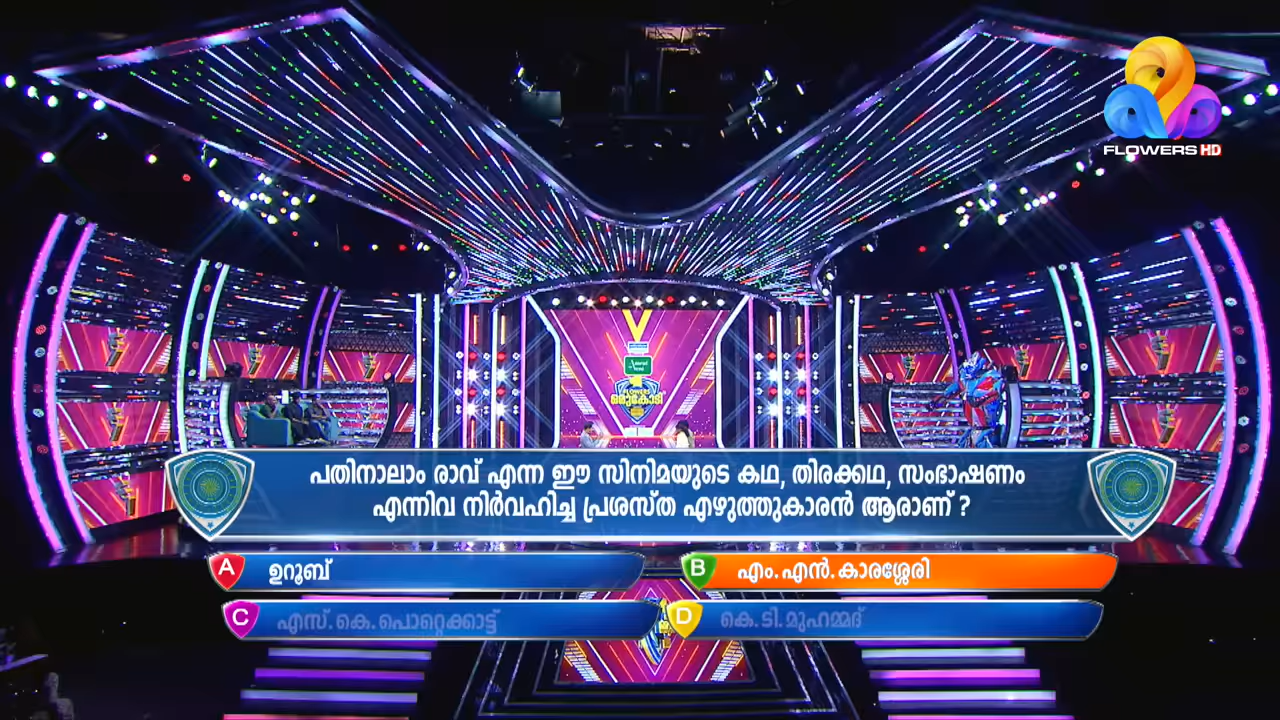 FLOWERS HD
ഒരുകോടി
പതിനാലാം രാവ് എന്ന ഈ സിനിമയുടെ കഥ, തിരക്കഥ, സംഭാഷണം
എന്നിവ നിർവഹിച്ച പ്രശസ്ത എഴുത്തുകാരൻ ആരാണ് ?
A ഉറൂബ്
B എം.എൻ.കാരശ്ശേരി
C എസ്.കെ.പൊറ്റെക്കാട്ട്
D കെ.ടി.മുഹമ്മദ്